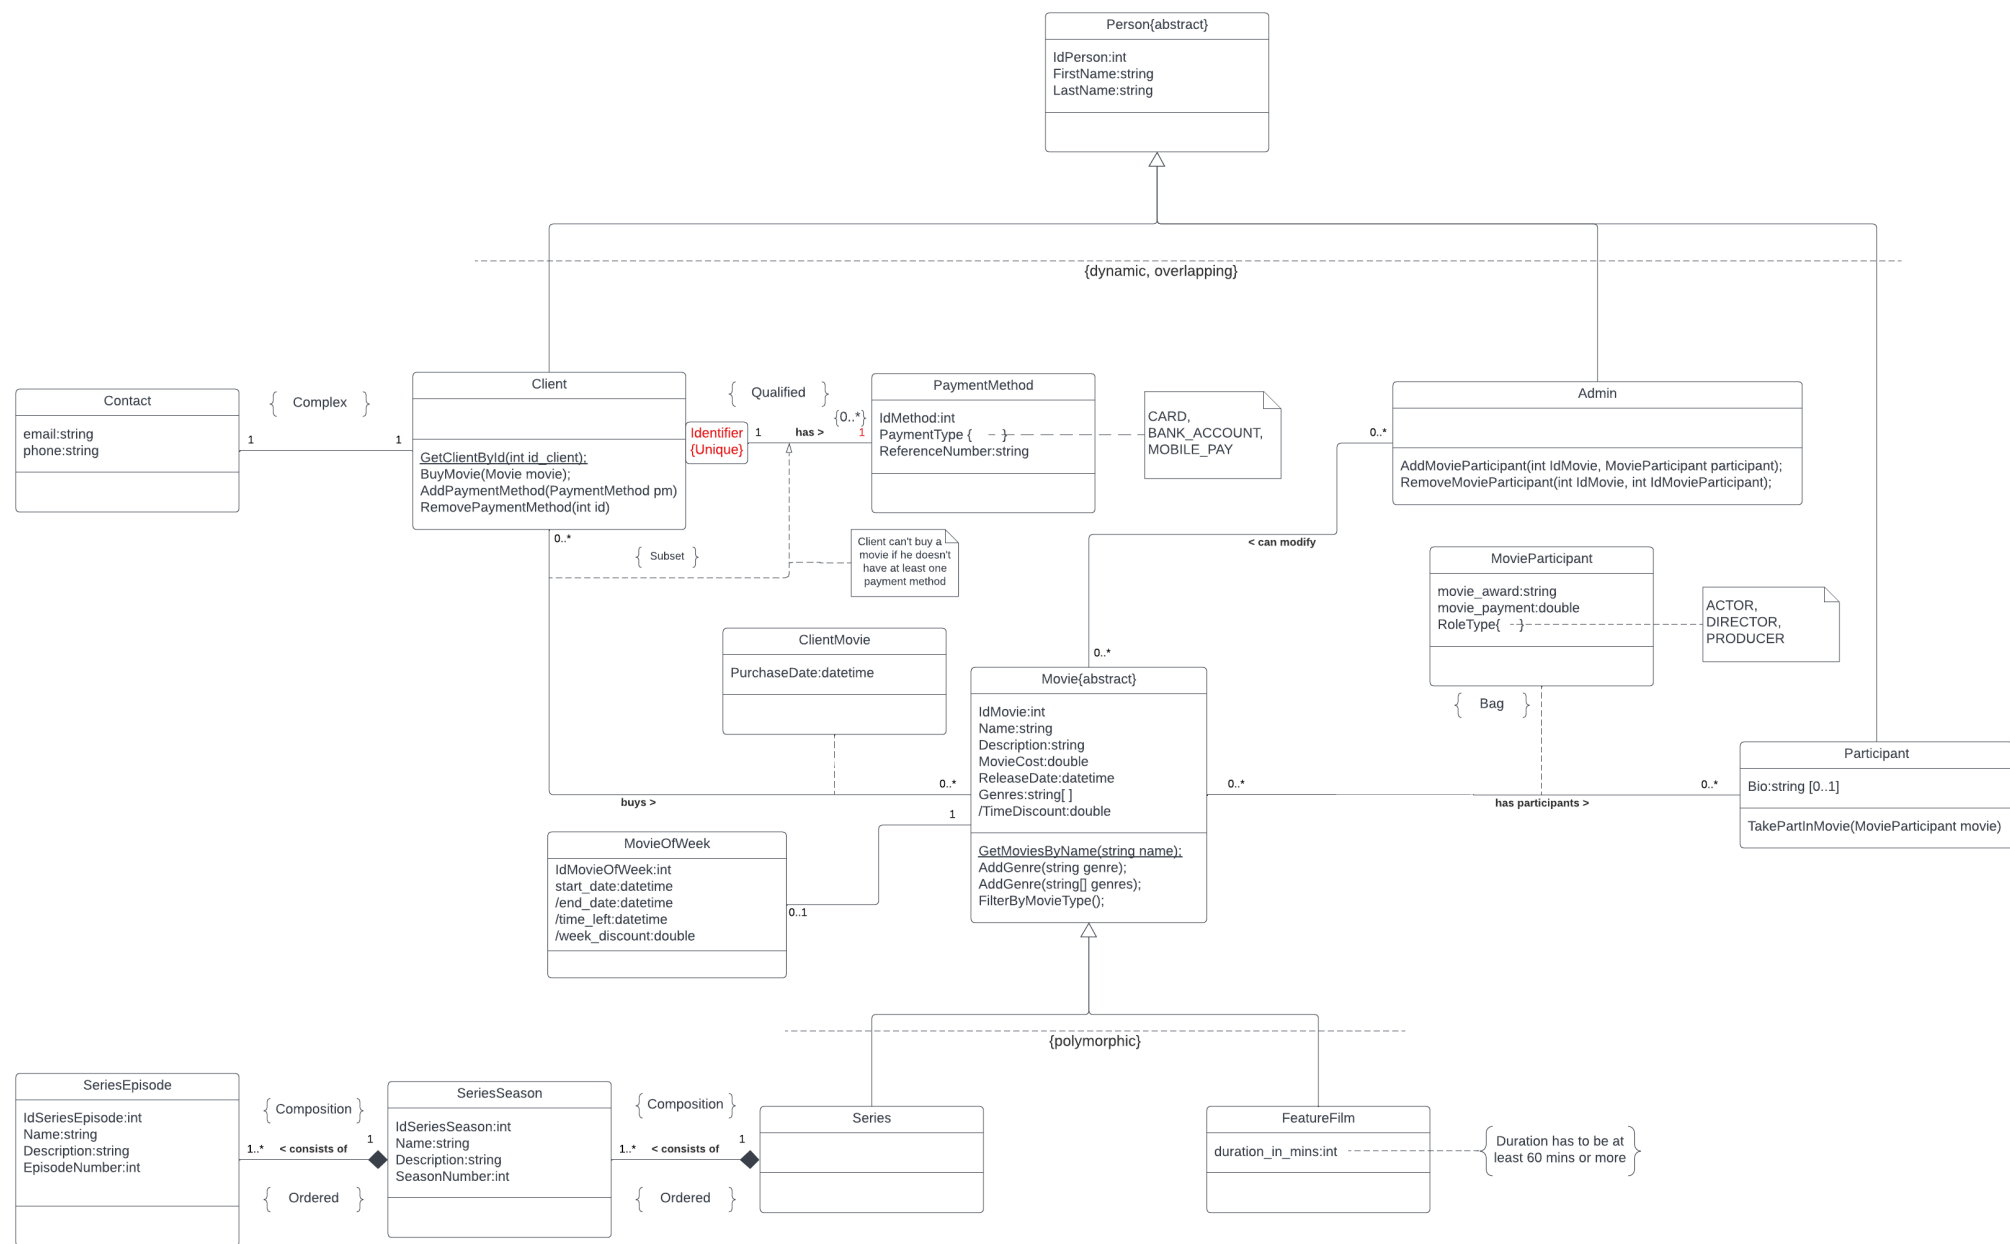 Person{abstract}
IdPerson:int
FirstName:string
LastName:string
{dynamic, overlapping}
Contact
email:string
phone:string
{ Complex }
1
1
Client
GetClientById(int id_client);
BuyMovie(Movie movie);
AddPaymentMethod(PaymentMethod pm)
RemovePaymentMethod(int id)
Identifier
{Unique}
{ Qualified }
{0..*}
1
has >
1
PaymentMethod
IdMethod:int
PaymentType { }
ReferenceNumber:string
CARD,
BANK_ACCOUNT,
MOBILE_PAY
Admin
AddMovieParticipant(int IdMovie, MovieParticipant participant);
RemoveMovieParticipant(int IdMovie, int IdMovieParticipant);
0..*
< can modify
0..*
0..*
{ Subset }
Client can't buy a
movie if he doesn't
have at least one
payment method
MovieParticipant
movie_award:string
movie_payment:double
RoleType{ }
ACTOR,
DIRECTOR,
PRODUCER
{ Bag }
ClientMovie
PurchaseDate:datetime
buys >
0..*
Movie{abstract}
IdMovie:int
Name:string
Description:string
MovieCost:double
ReleaseDate:datetime
Genres:string[ ]
/TimeDiscount:double
GetMoviesByName(string name);
AddGenre(string genre);
AddGenre(string[] genres);
FilterByMovieType();
0..*
has participants >
0..*
Participant
Bio:string [0..1]
TakePartInMovie(MovieParticipant movie)
1
0..1
MovieOfWeek
IdMovieOfWeek:int
start_date:datetime
/end_date:datetime
/time_left:datetime
/week_discount:double
{polymorphic}
SeriesEpisode
IdSeriesEpisode:int
Name:string
Description:string
EpisodeNumber:int
{ Composition }
1..*
< consists of
1
{ Ordered }
SeriesSeason
IdSeriesSeason:int
Name:string
Description:string
SeasonNumber:int
{ Composition }
1..*
< consists of
1
{ Ordered }
Series
FeatureFilm
duration_in_mins:int
{ Duration has to be at
least 60 mins or more }